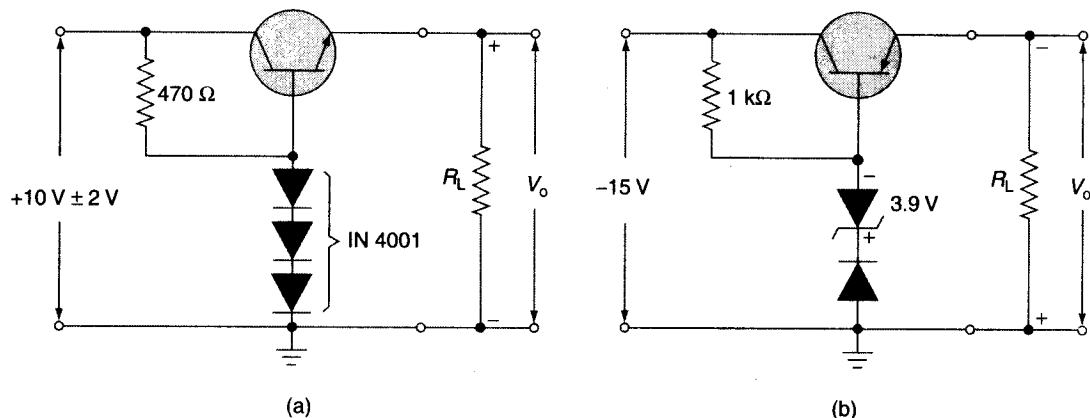 470 Ω
+10 V ± 2 V
IN 4001
+
R_L
V_o
−
(a)
1 kΩ
−15 V
−
3.9 V
+
−
R_L
V_o
+
(b)